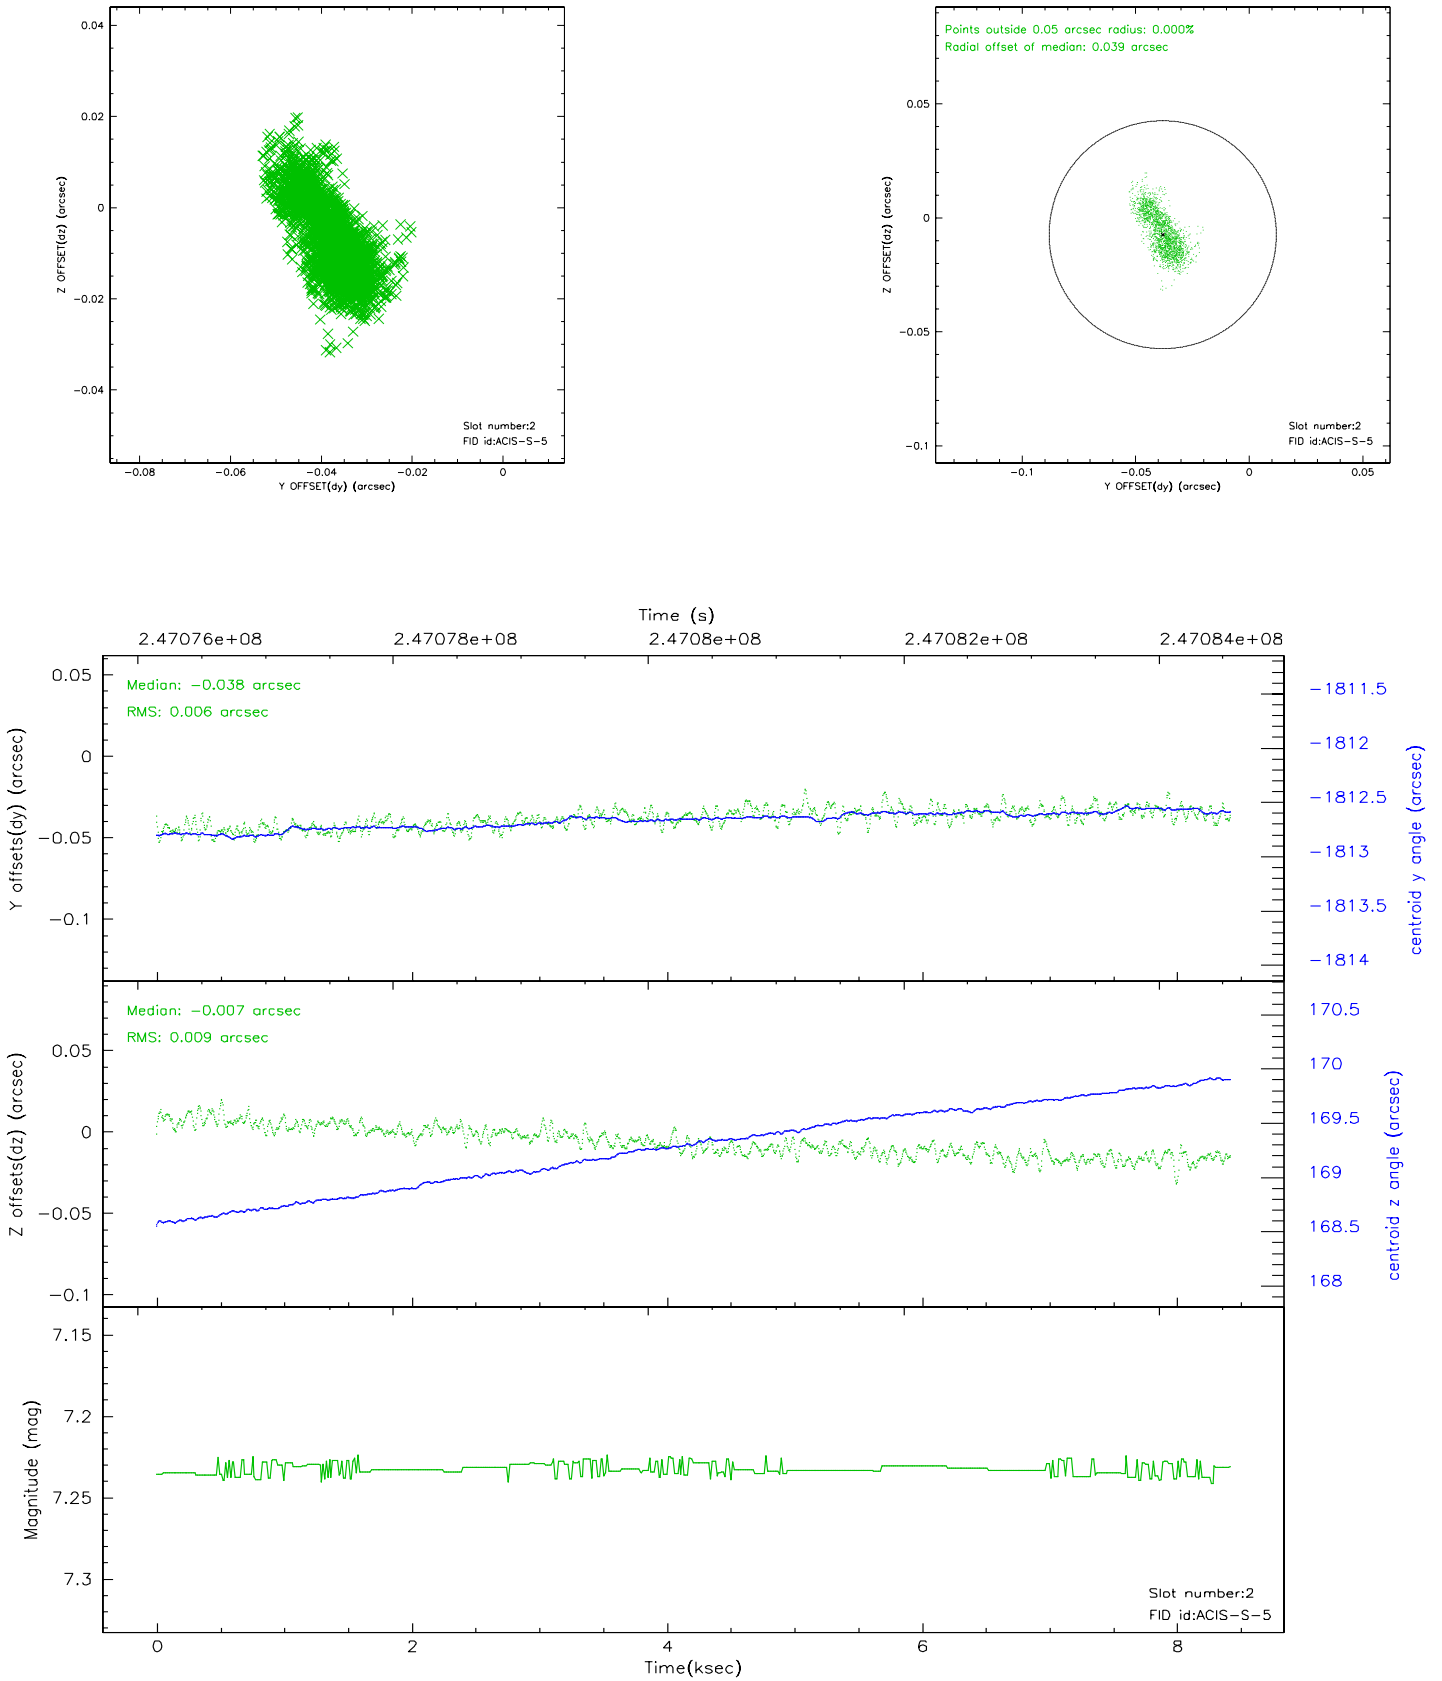 0.04
0.02
0
−0.02
−0.04
Z OFFSET(dz) (arcsec)
Slot number:2
FID id:ACIS−S−5
−0.08 −0.06 −0.04 −0.02 0
Y OFFSET(dy) (arcsec)
Points outside 0.05 arcsec radius: 0.000%
Radial offset of median: 0.039 arcsec
0.05
0
−0.05
−0.1
Z OFFSET(dz) (arcsec)
Slot number:2
FID id:ACIS−S−5
−0.1 −0.05 0 0.05
Y OFFSET(dy) (arcsec)
Time (s)
2.47076e+08 2.47078e+08 2.4708e+08 2.47082e+08 2.47084e+08
Median: −0.038 arcsec
RMS: 0.006 arcsec
0.05
0
−0.05
−0.1
Y offsets(dy) (arcsec)
−1811.5
−1812
−1812.5
−1813
−1813.5
−1814
centroid y angle (arcsec)
Median: −0.007 arcsec
RMS: 0.009 arcsec
0.05
0
−0.05
−0.1
Z offsets(dz) (arcsec)
170.5
170
169.5
169
168.5
168
centroid z angle (arcsec)
7.15
7.2
7.25
7.3
Magnitude (mag)
Slot number:2
FID id:ACIS−S−5
0 2 4 6 8
Time(ksec)